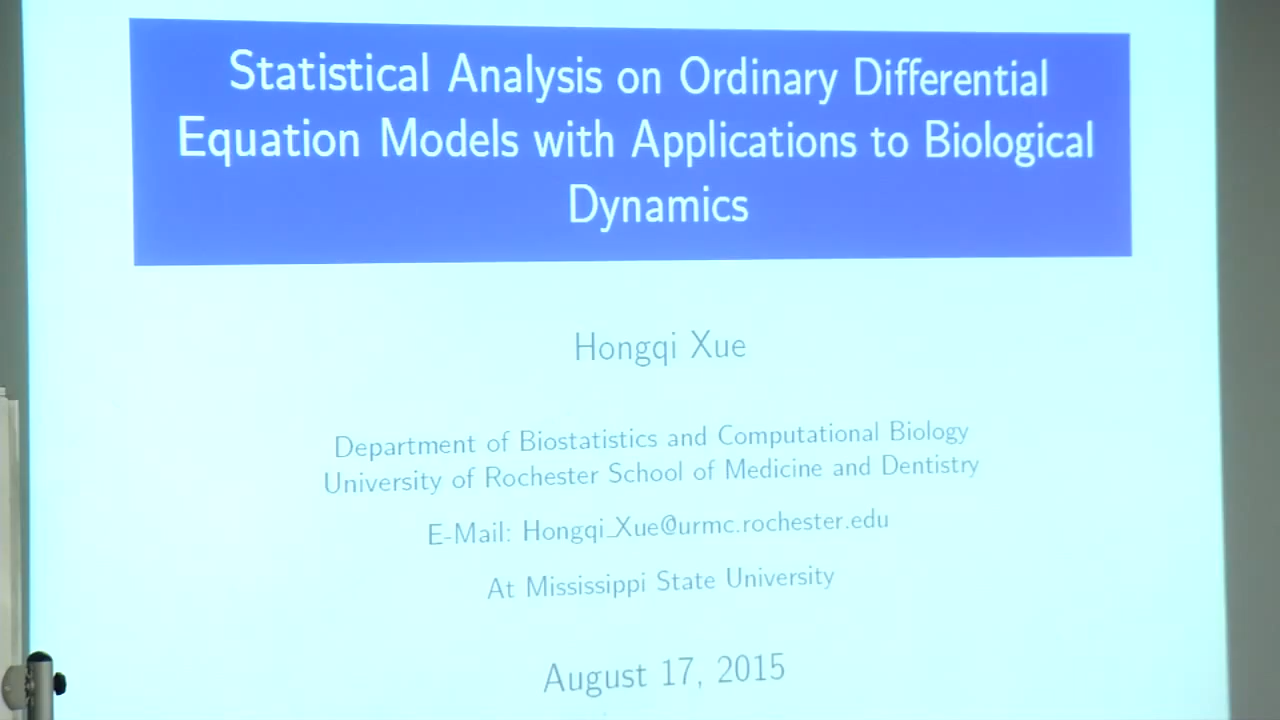 Statistical Analysis on Ordinary Differential
Equation Models with Applications to Biological
Dynamics
Hongqi Xue
Department of Biostatistics and Computational Biology
University of Rochester School of Medicine and Dentistry
E-Mail: Hongqi_Xue@urmc.rochester.edu
At Mississippi State University
August 17, 2015